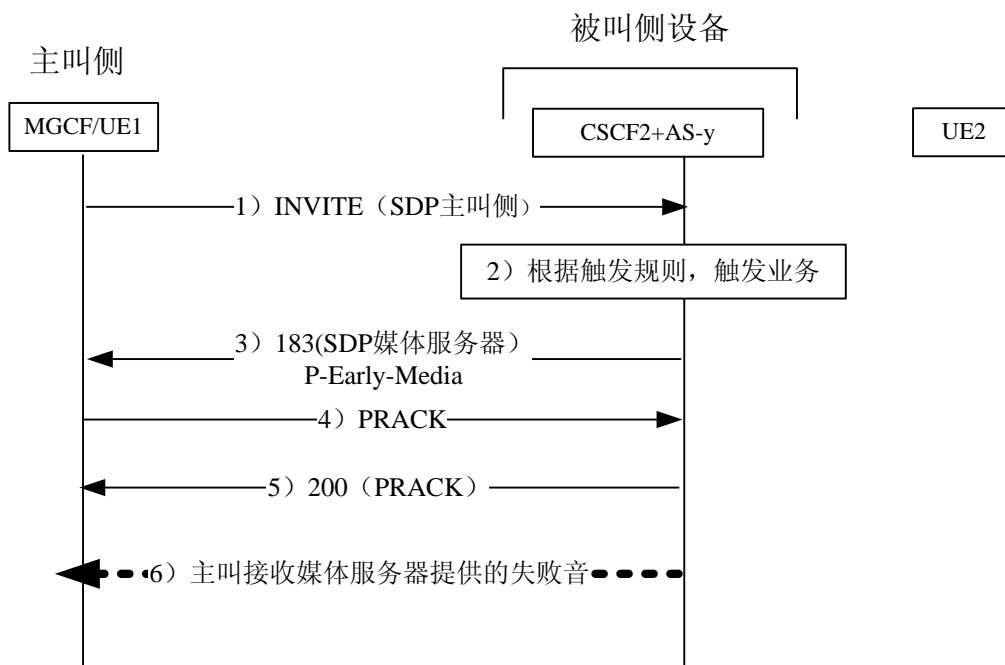 被叫侧设备
主叫侧
MGCF/UE1
CSCF2+AS-y
UE2
1）INVITE（SDP主叫侧）
2）根据触发规则，触发业务
3）183(SDP媒体服务器）
P-Early-Media
4）PRACK
5）200（PRACK）
6）主叫接收媒体服务器提供的失败音